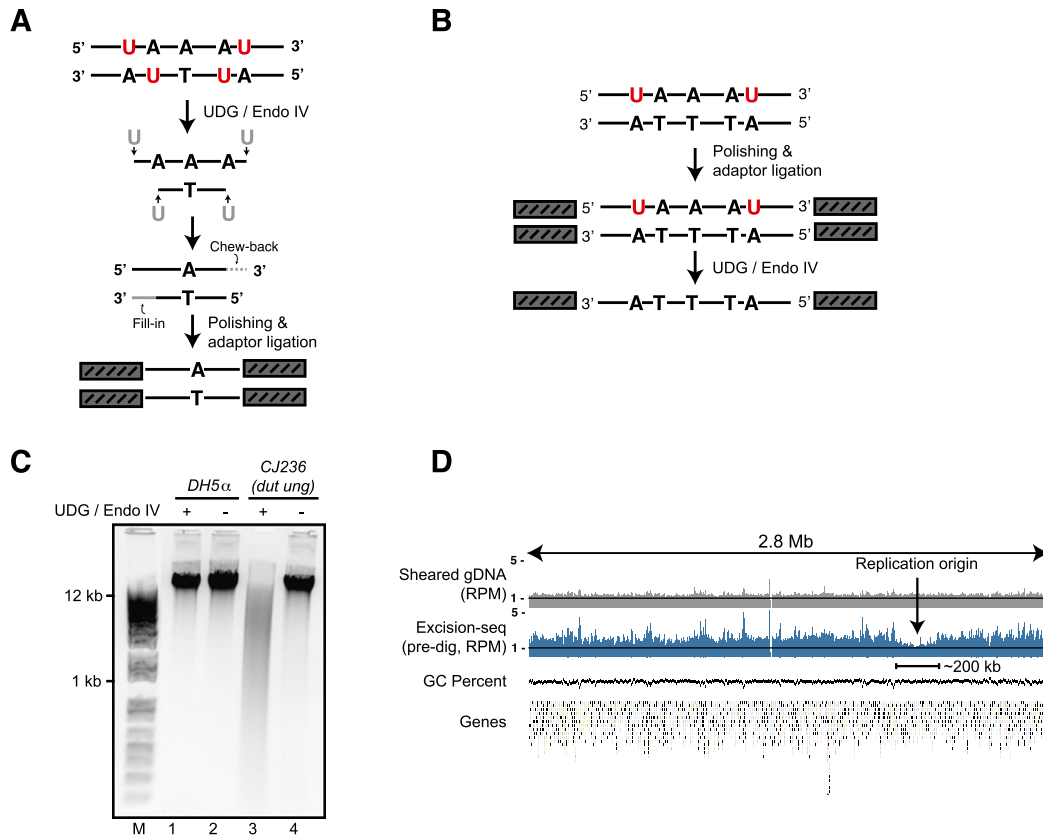 A
5’ U A A A U 3’
3’ A U T U A 5’
UDG / Endo IV
U U
A A A
T
U U
Chew-back
5’ A 3’
3’ T 5’
Fill-in
Polishing &
adaptor ligation
A
T
B
5’ U A A A U 3’
3’ A T T T A 5’
Polishing &
adaptor ligation
5’ U A A A U 3’
3’ A T T T A 5’
UDG / Endo IV
3’ A T T T A 5’
C
DH5α
CJ236
(dut ung)
UDG / Endo IV + - + -
12 kb
1 kb
M 1 2 3 4
D
2.8 Mb
5 -
Replication origin
Sheared gDNA
(RPM)
1 -
5 -
Excision-seq
(pre-dig, RPM)
1 -
~200 kb
GC Percent
Genes